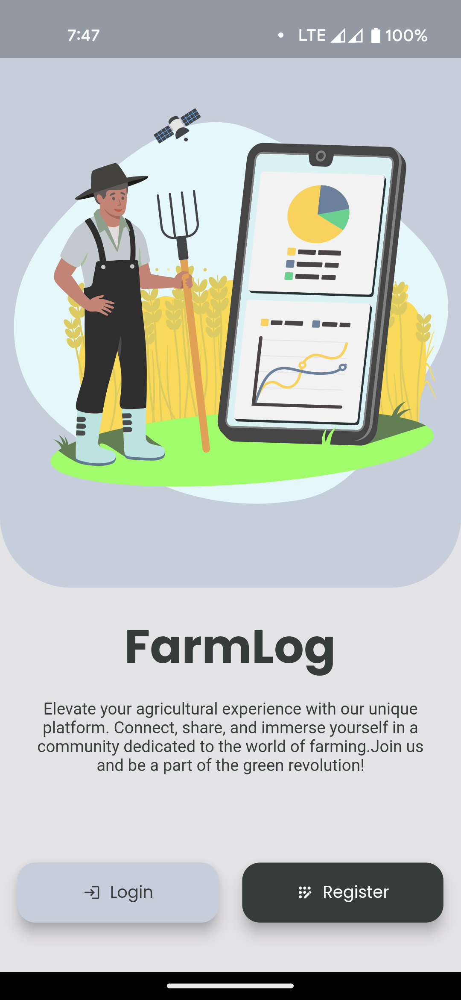 7:47
LTE 100%
FarmLog
Elevate your agricultural experience with our unique
platform. Connect, share, and immerse yourself in a
community dedicated to the world of farming.Join us
and be a part of the green revolution!
Login
Register